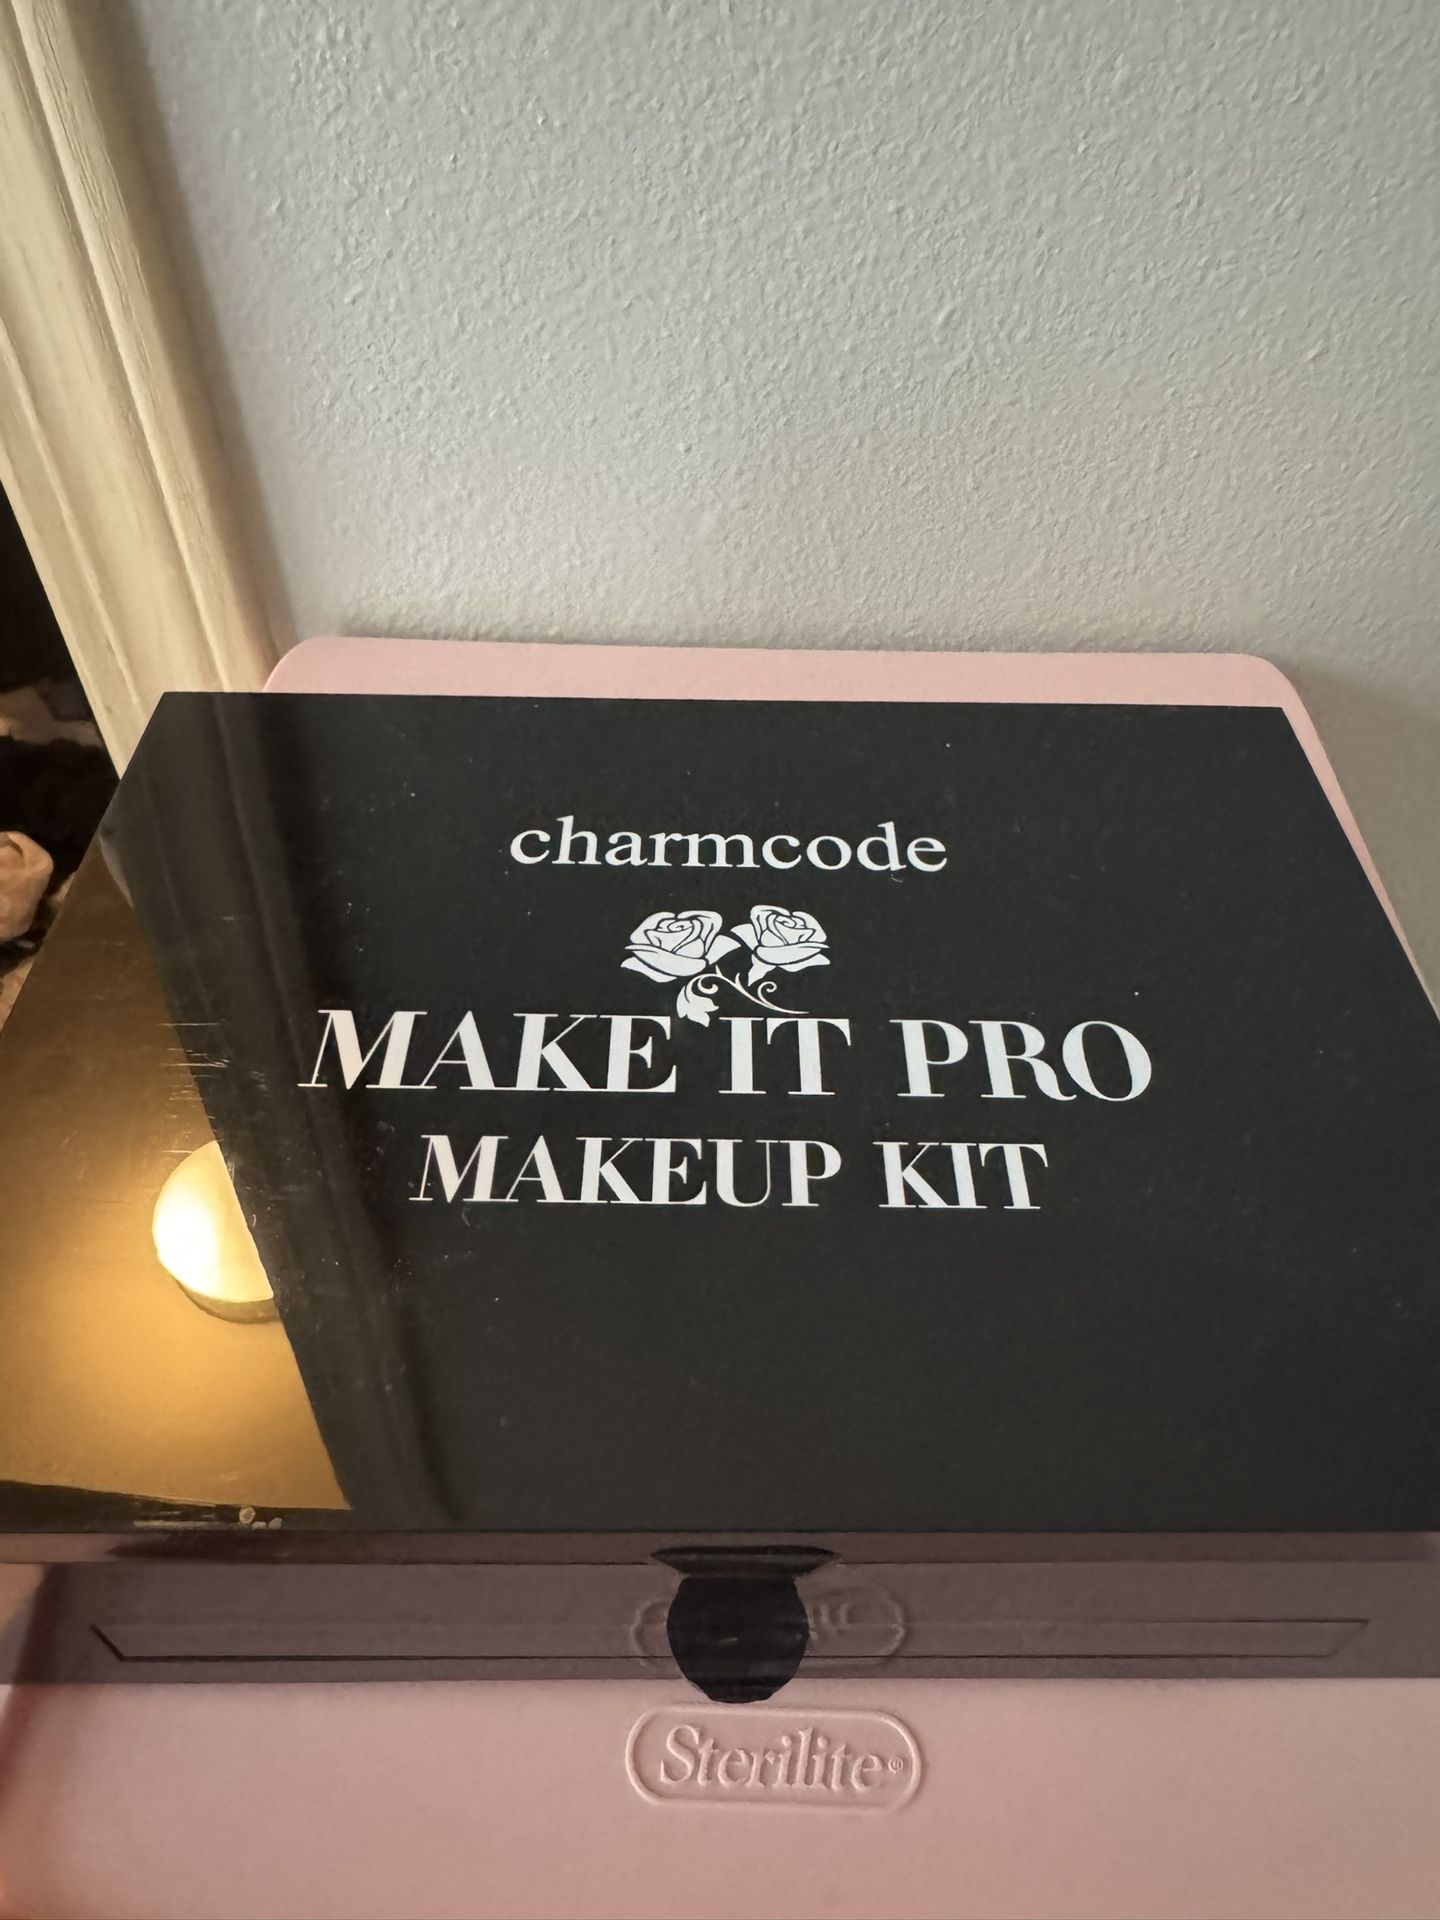 charmcode
MAKE IT PRO
MAKEUP KIT
Sterilite®